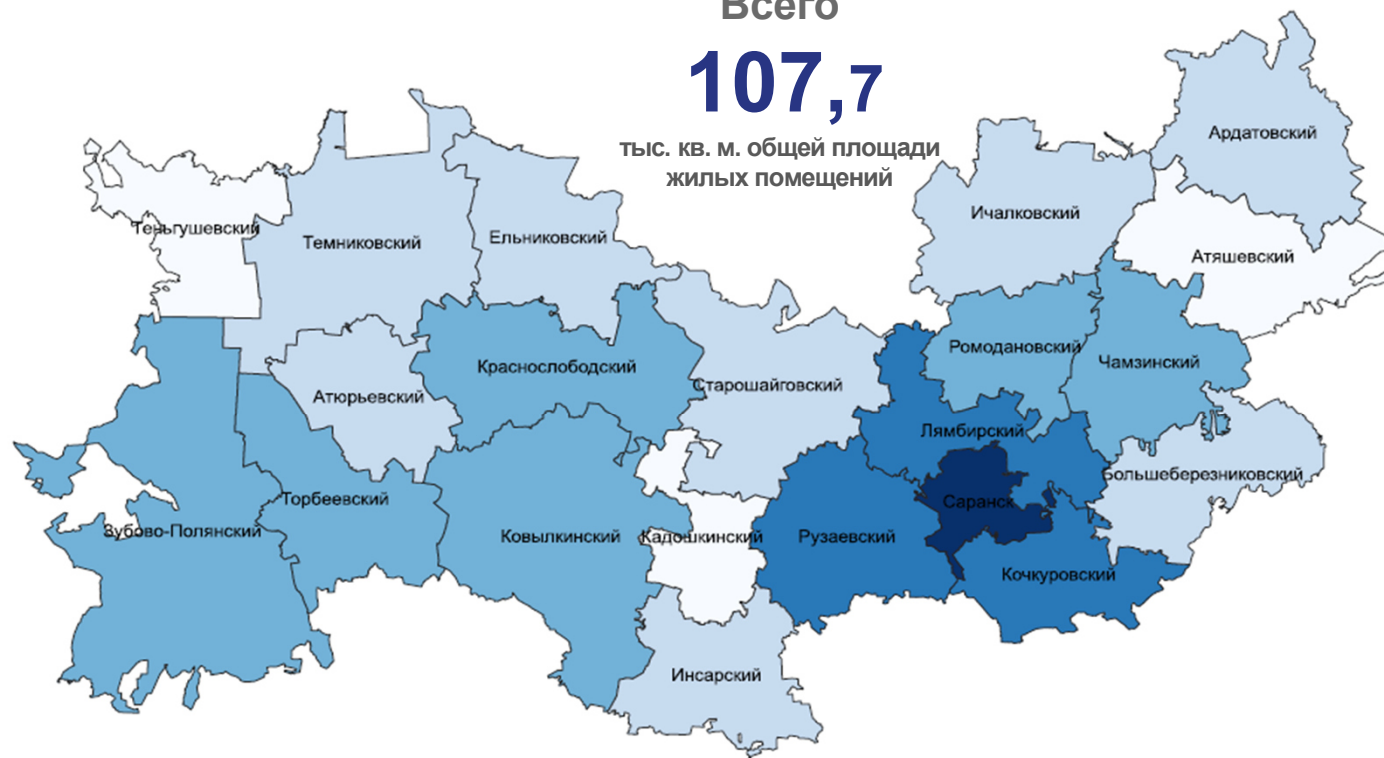 Всего
107,7
тыс. кв. м. общей площади
жилых помещений
Ардатовский
Ичалковский
Теньгушевский
Темниковский
Ельниковский
Атяшевский
Ромодановский
Чамзинский
Краснослободский
Старошайговский
Атюрьевский
Лямбирский
Большеберезниковский
Торбеевский
Саранск
Зубово-Полянский
Ковылкинский
Кадошкинский
Рузаевский
Кочкуровский
Инсарский